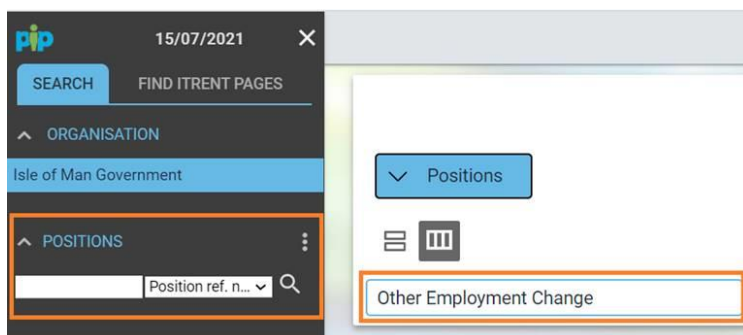 pip 15/07/2021
SEARCH FIND ITRENT PAGES
ORGANISATION
Isle of Man Government
POSITIONS
Position ref. n...
Positions
Other Employment Change